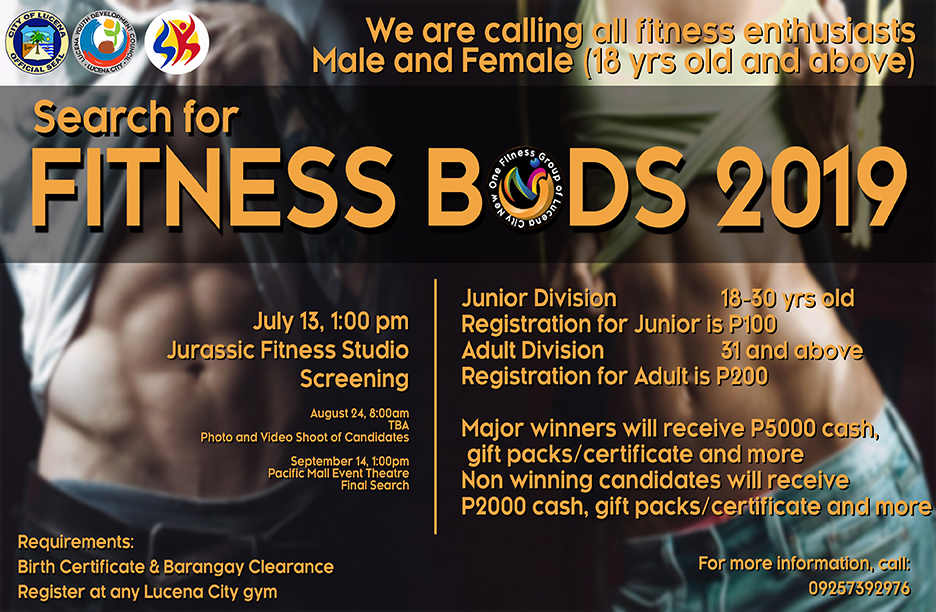 CITY OF LUCENA
OFFICIAL SEAL
LUCENA YOUTH DEVELOPMENT COUNCIL
LUCENA CITY
We are calling all fitness enthusiasts
Male and Female (18 yrs old and above)
Search for
FITNESS BODS 2019
New One Fitness Group of Lucena City
July 13, 1:00 pm
Jurassic Fitness Studio
Screening
August 24, 8:00am
TBA
Photo and Video Shoot of Candidates
September 14, 1:00pm
Pacific Mall Event Theatre
Final Search
Junior Division 18-30 yrs old
Registration for Junior is P100
Adult Division 31 and above
Registration for Adult is P200
Major winners will receive P5000 cash,
gift packs/certificate and more
Non winning candidates will receive
P2000 cash, gift packs/certificate and more
Requirements:
Birth Certificate & Barangay Clearance
Register at any Lucena City gym
For more information, call:
09257392976